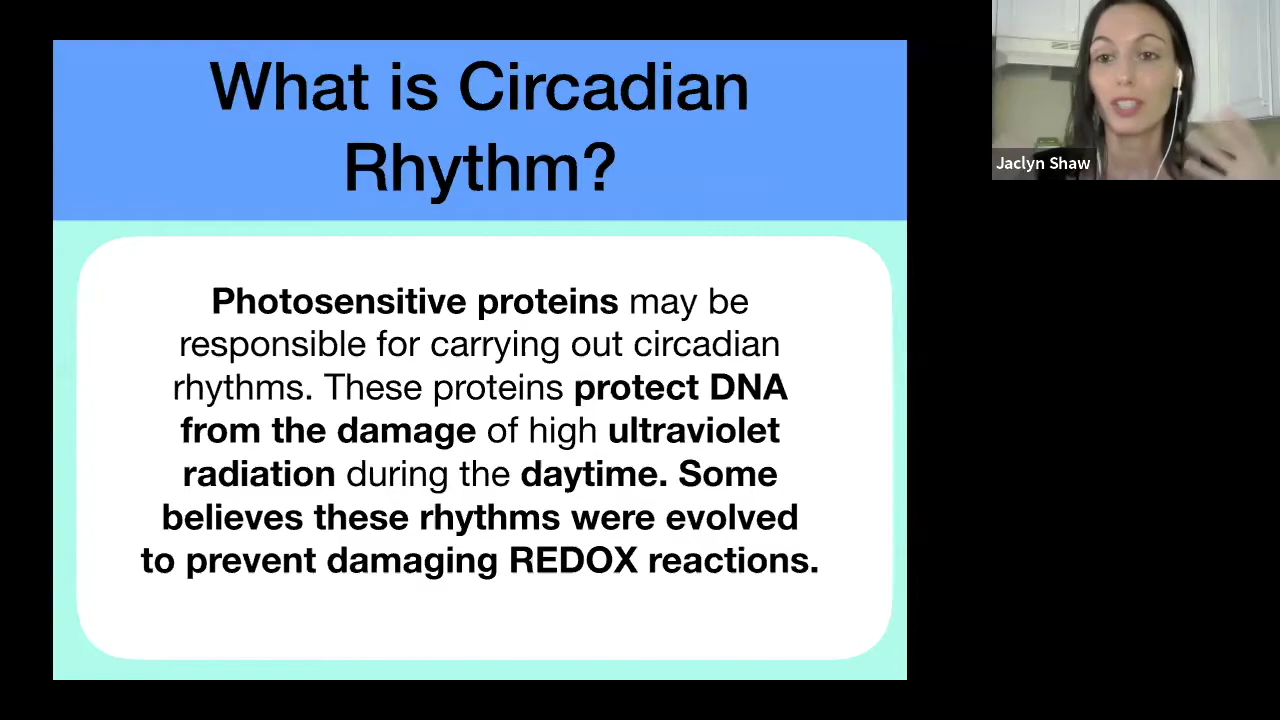 What is Circadian
Rhythm?
Photosensitive proteins may be
responsible for carrying out circadian
rhythms. These proteins protect DNA
from the damage of high ultraviolet
radiation during the daytime. Some
believes these rhythms were evolved
to prevent damaging REDOX reactions.
Jaclyn Shaw